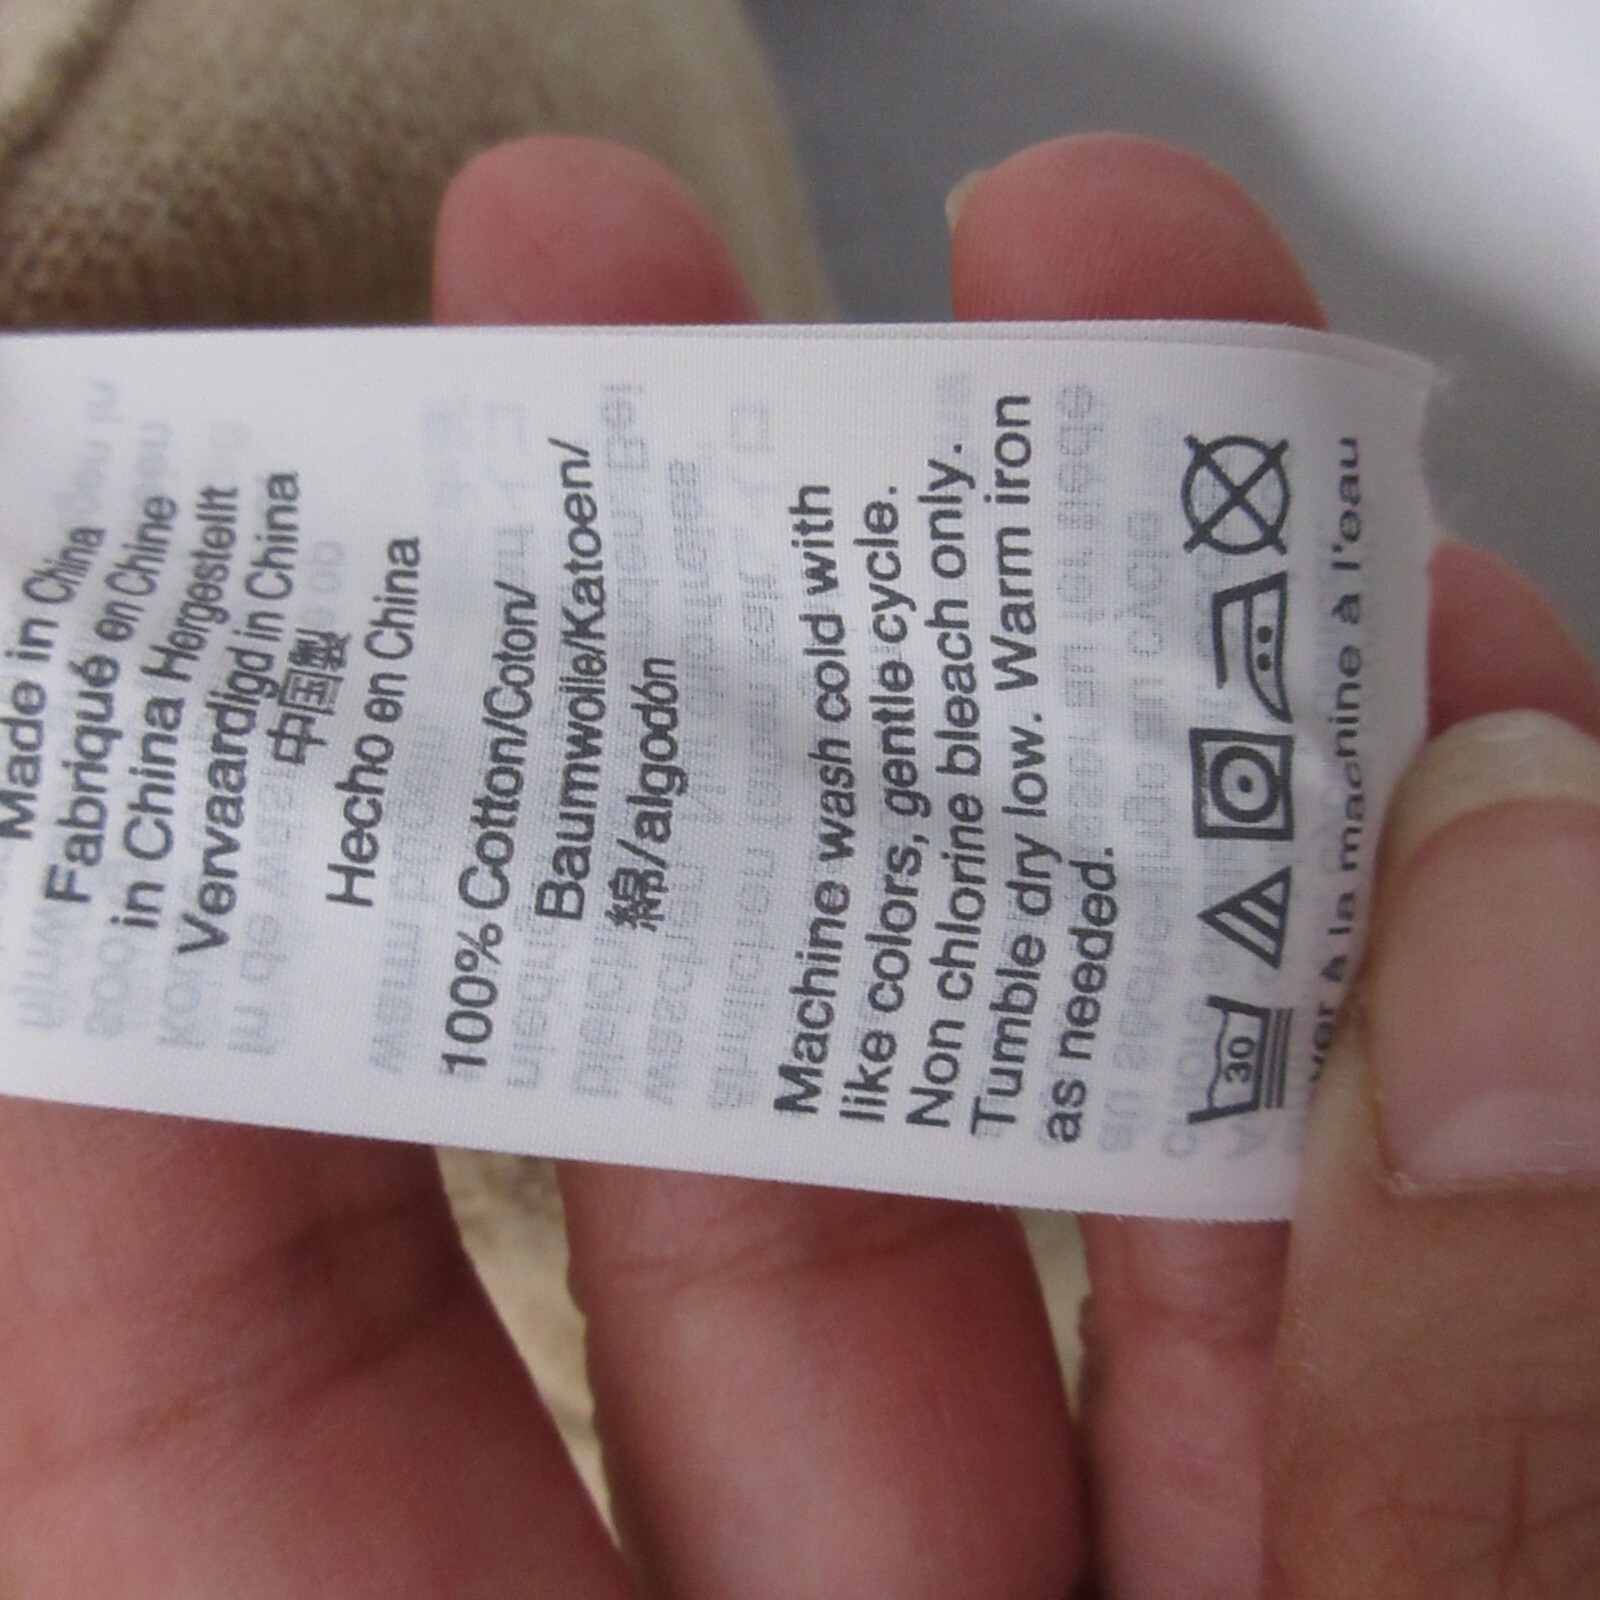 Made in China
Fabriqué en Chine
in China Hergestellt
Vervaardigd in China
中国製
Hecho en China
100% Cotton/Coton/
Baumwolle/Katoen/
綿/algodón
Machine wash cold with
like colors, gentle cycle.
Non chlorine bleach only.
Tumble dry low. Warm iron
as needed.
30
à la machine à l'eau